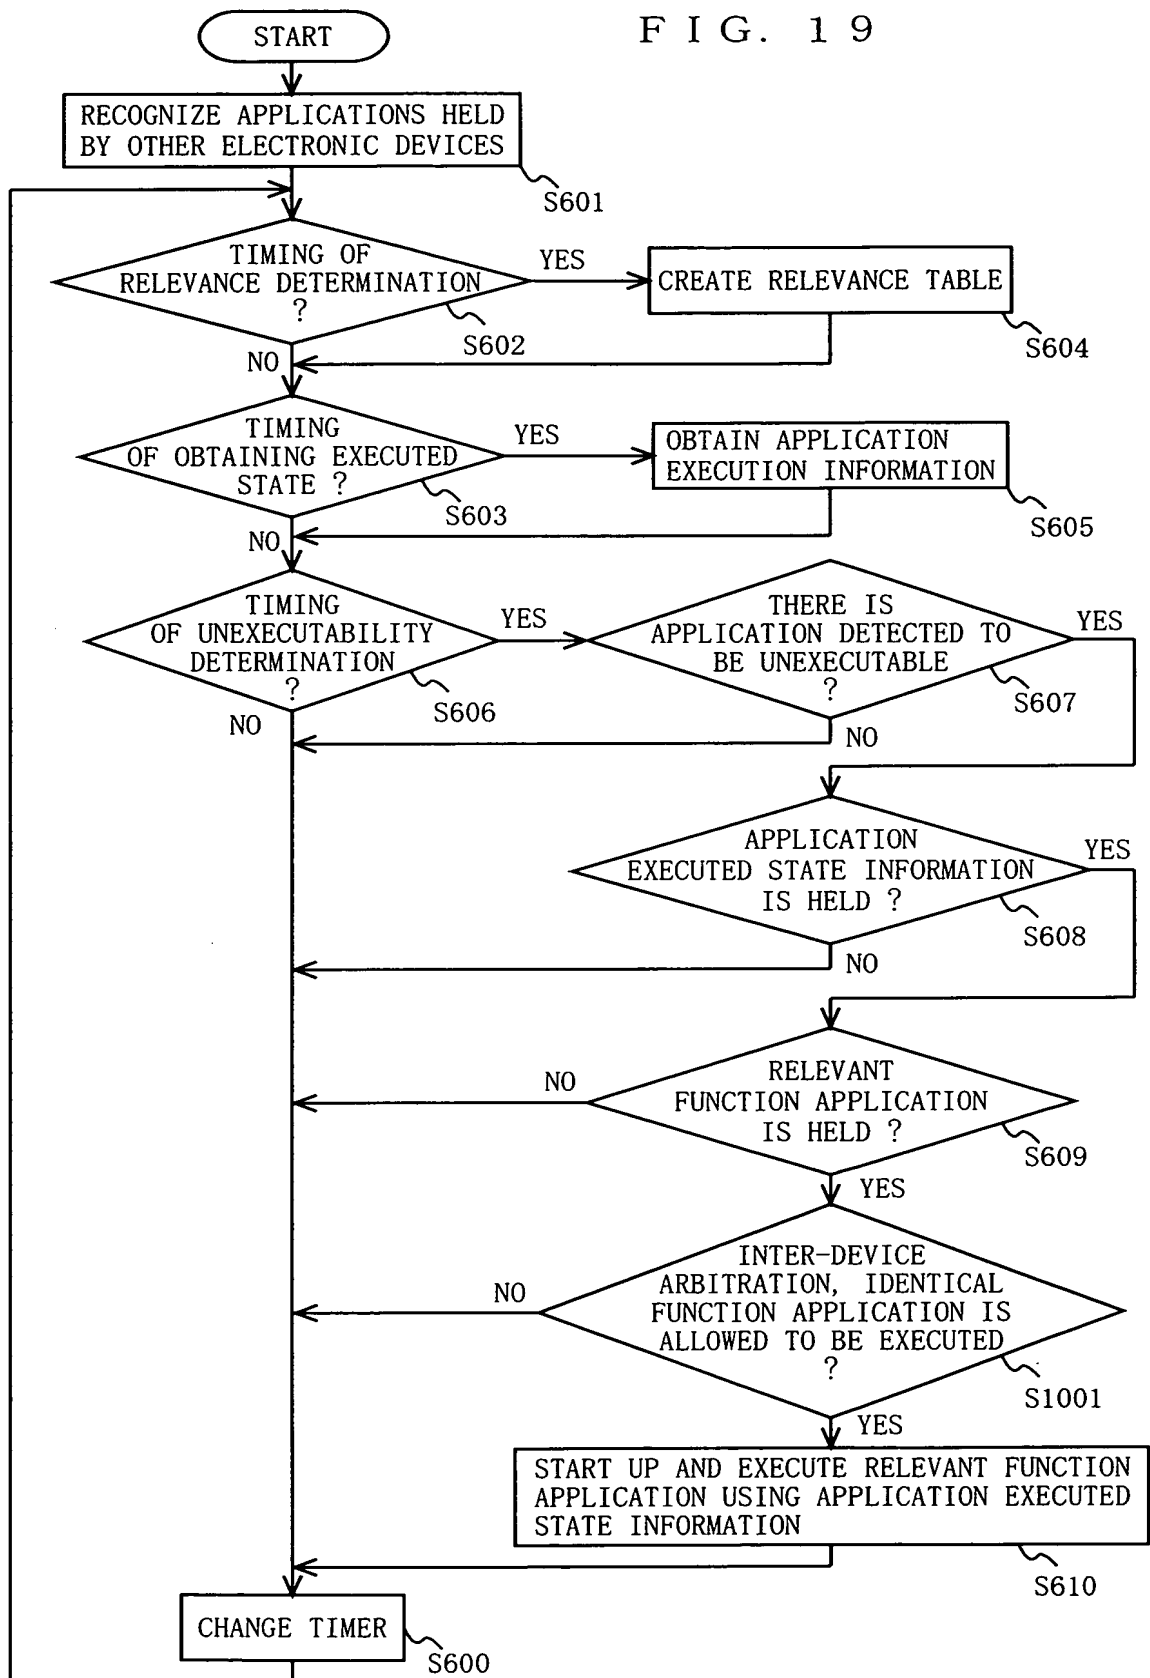 F I G. 1 9
START
RECOGNIZE APPLICATIONS HELD
BY OTHER ELECTRONIC DEVICES
S601
TIMING OF
RELEVANCE DETERMINATION
?
YES
S602
NO
CREATE RELEVANCE TABLE
S604
TIMING
OF OBTAINING EXECUTED
STATE ?
YES
S603
NO
OBTAIN APPLICATION
EXECUTION INFORMATION
S605
TIMING
OF UNEXECUTABILITY
DETERMINATION
?
YES
S606
NO
THERE IS
APPLICATION DETECTED TO
BE UNEXECUTABLE
?
YES
S607
NO
APPLICATION
EXECUTED STATE INFORMATION
IS HELD ?
YES
S608
NO
RELEVANT
FUNCTION APPLICATION
IS HELD ?
NO
S609
YES
INTER-DEVICE
ARBITRATION, IDENTICAL
FUNCTION APPLICATION IS
ALLOWED TO BE EXECUTED
?
NO
S1001
YES
START UP AND EXECUTE RELEVANT FUNCTION
APPLICATION USING APPLICATION EXECUTED
STATE INFORMATION
S610
CHANGE TIMER
S600